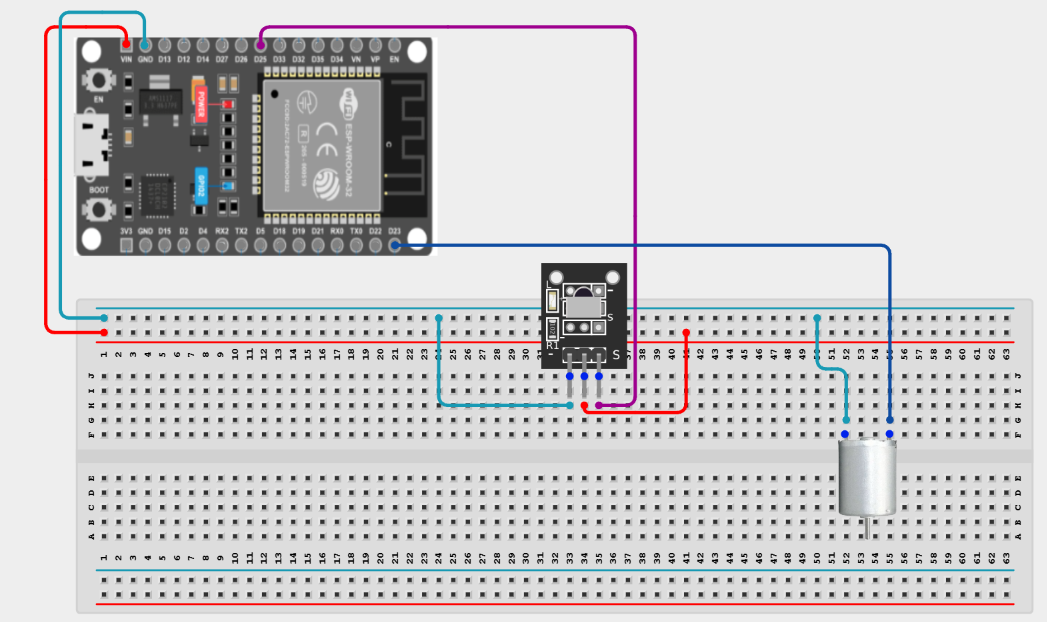 VIN GND D13 D12 D14 D27 D26 D25 D33 D32 D35 D34 VN VP EN
EN
POWER
WiFi
ESP-WROOM-32
CE
R
C
BOOT
GPIO2
3V3 GND D15 D2 D4 RX2 TX2 D5 D18 D19 D21 RX0 TX0 D22 D23
L
-
S
R1
- S
1 2 3 4 5 6 7 8 9 10 11 12 13 14 15 16 17 18 19 20 21 22 23 24 25 26 27 28 29 30 31 37 38 39 40 41 42 43 44 45 46 47 48 49 50 51 52 53 54 55 56 57 58 59 60 61 62 63
J J
I I
H H
G G
F F
E E
D D
C C
B B
A A
1 2 3 4 5 6 7 8 9 10 11 12 13 14 15 16 17 18 19 20 21 22 23 24 25 26 27 28 29 30 31 32 33 34 35 36 37 38 39 40 41 42 43 44 45 46 47 48 49 50 51 52 53 54 55 56 57 58 59 60 61 62 63